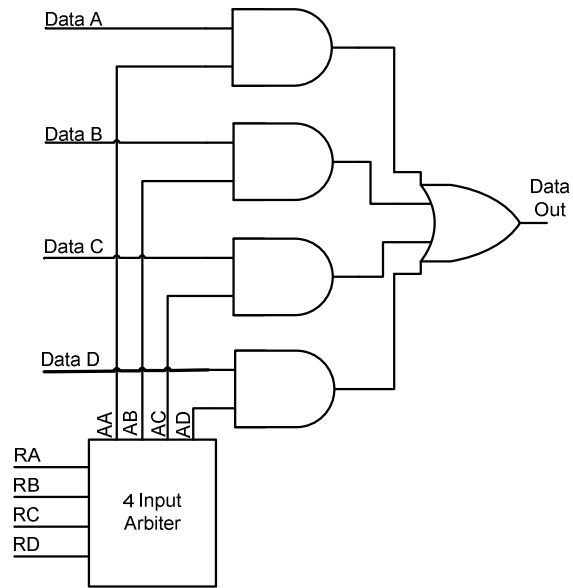 Data A
Data B
Data C
Data D
Data
Out
AA
AB
AC
AD
RA
RB
RC
RD
4 Input
Arbiter